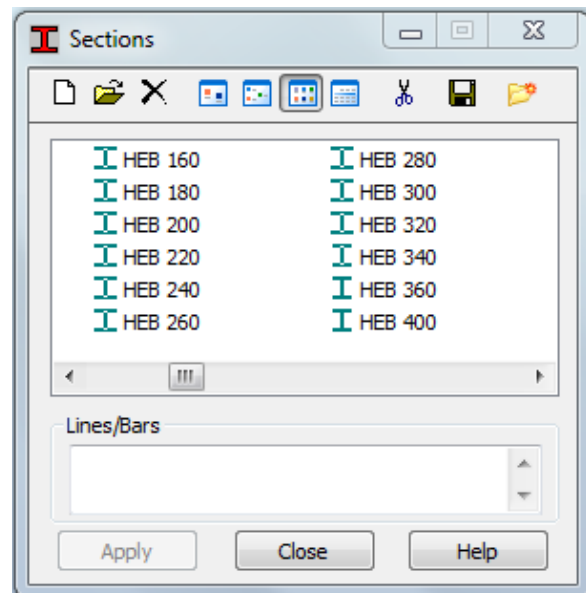 Sections
HEB 160 HEB 280
HEB 180 HEB 300
HEB 200 HEB 320
HEB 220 HEB 340
HEB 240 HEB 360
HEB 260 HEB 400
Lines/Bars
Apply Close Help